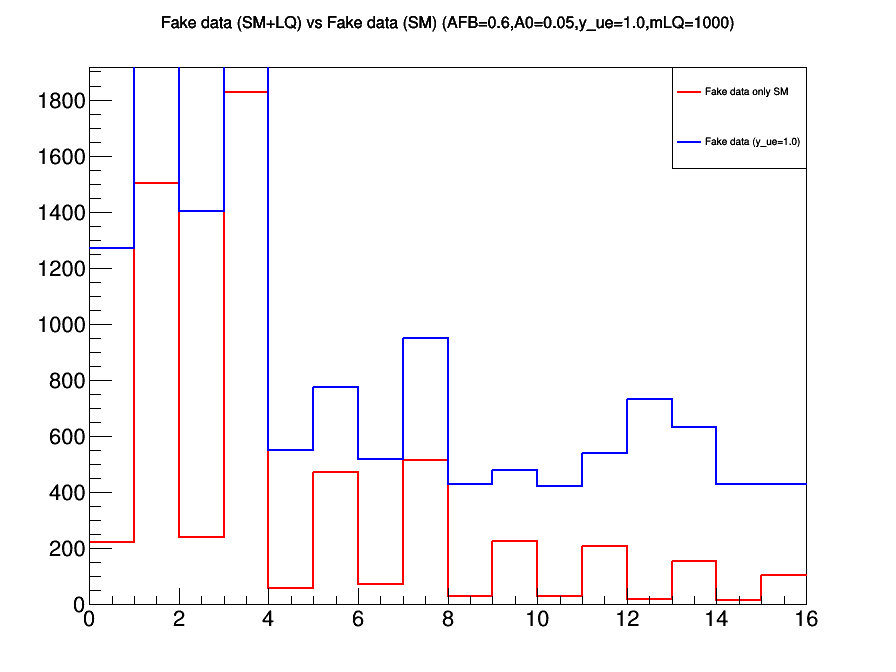 Fake data (SM+LQ) vs Fake data (SM) (AFB=0.6,A0=0.05,y_ue=1.0,mLQ=1000)
Fake data only SM
Fake data (y_ue=1.0)
1800
1600
1400
1200
1000
800
600
400
200
0
0 2 4 6 8 10 12 14 16